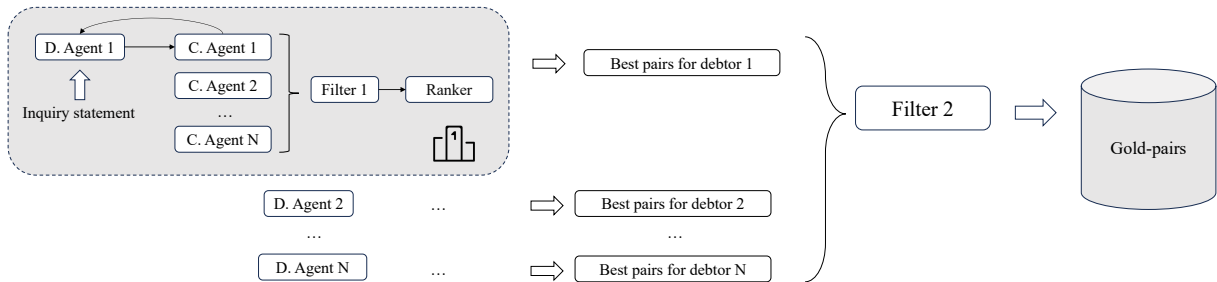 D. Agent 1
C. Agent 1
Inquiry statement
C. Agent 2
...
C. Agent N
Filter 1
Ranker
1
Best pairs for debtor 1
D. Agent 2
...
Best pairs for debtor 2
...
...
D. Agent N
...
Best pairs for debtor N
Filter 2
Gold-pairs